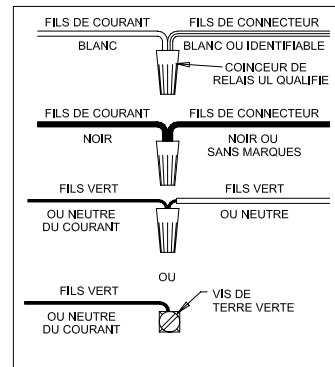 FILS DE COURANT FILS DE CONNECTEUR
BLANC BLANC OU IDENTIFIABLE
COINCEUR DE
RELAIS UL QUALIFIE
FILS DE COURANT FILS DE CONNECTEUR
NOIR NOIR OU
SANS MARQUES
FILS VERT FILS VERT
OU NEUTRE OU NEUTRE
DU COURANT
OU
FILS VERT
VIS DE
TERRE VERTE
OU NEUTRE
DU COURANT